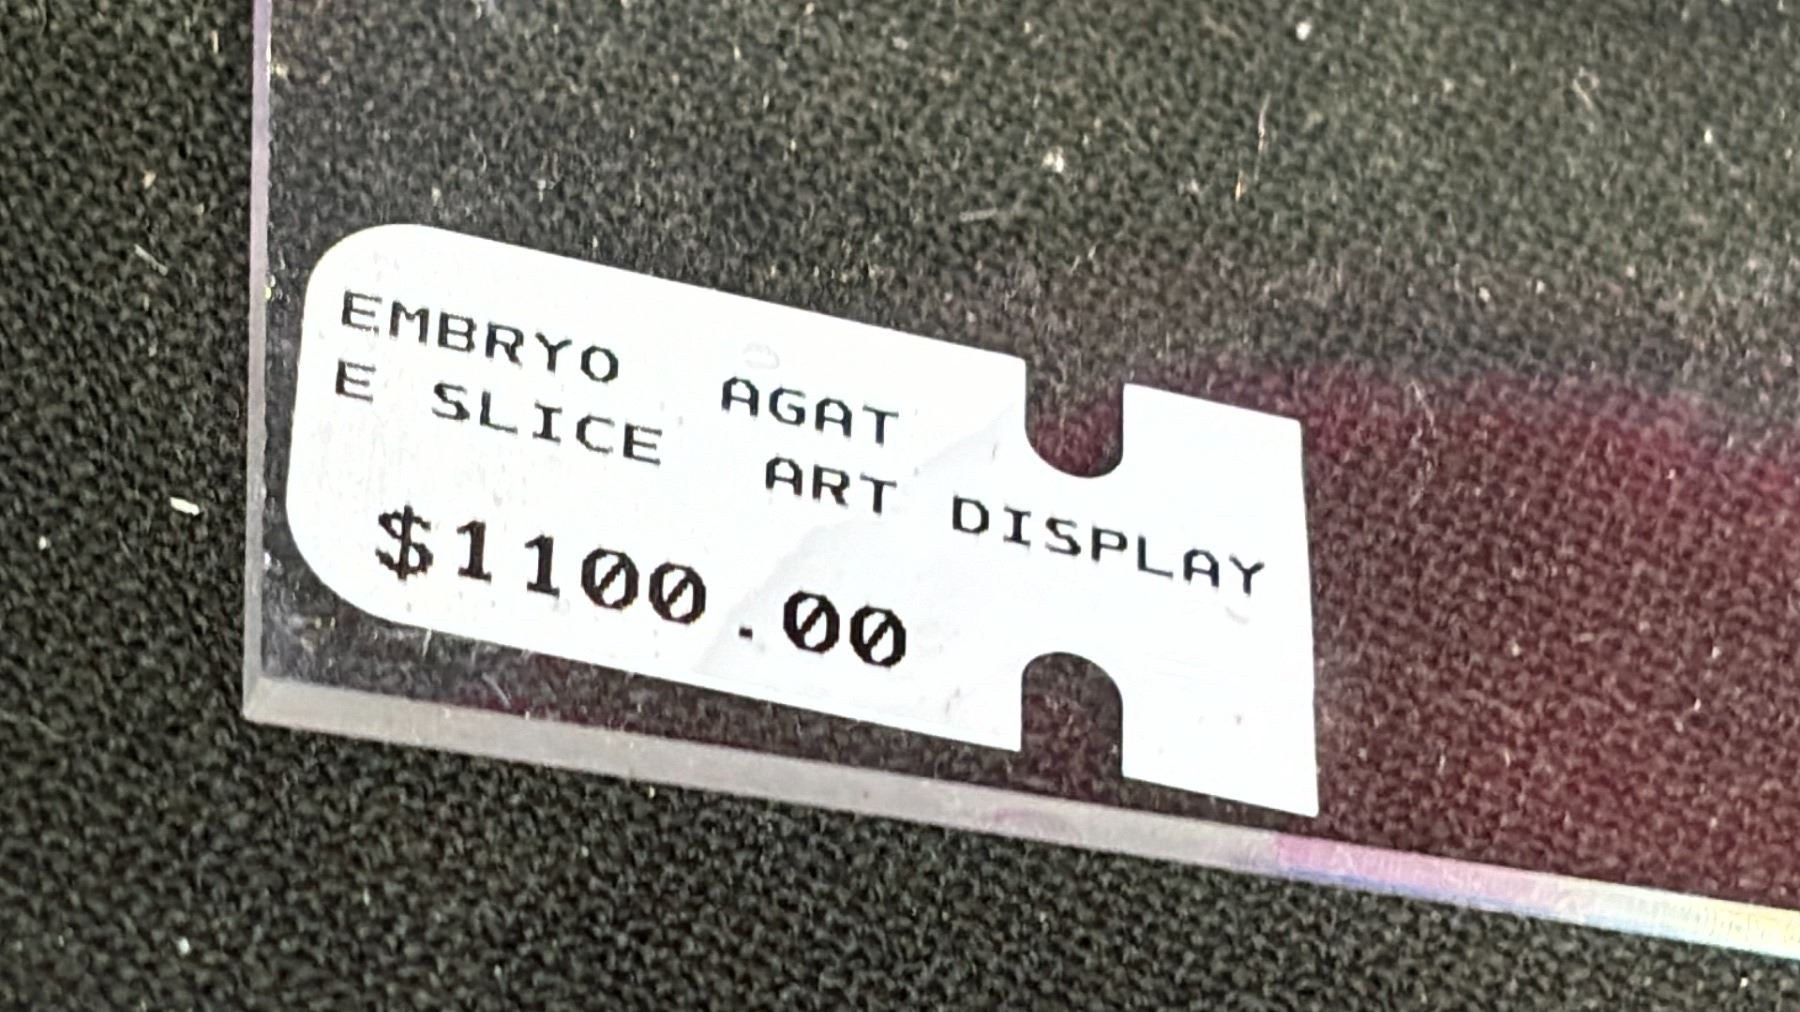 EMBRYO AGAT
E SLICE ART DISPLAY
$1100.00